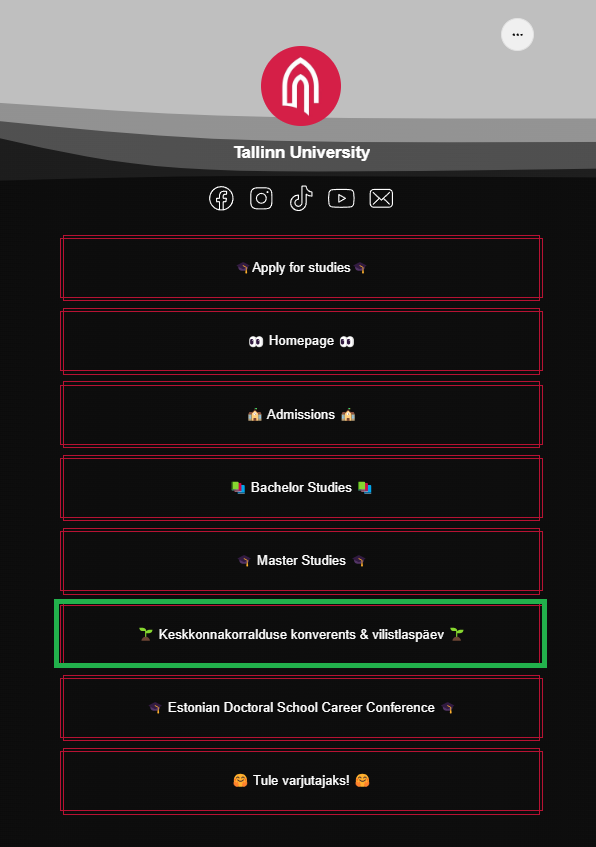 Tallinn University
🎓Apply for studies🎓
👀 Homepage 👀
🏫 Admissions 🏫
📚 Bachelor Studies 📚
🎓 Master Studies 🎓
🌱 Keskkonnakorralduse konverents & vilistlaspäev 🌱
🎓 Estonian Doctoral School Career Conference 🎓
🤗 Tule varjutajaks! 🤗